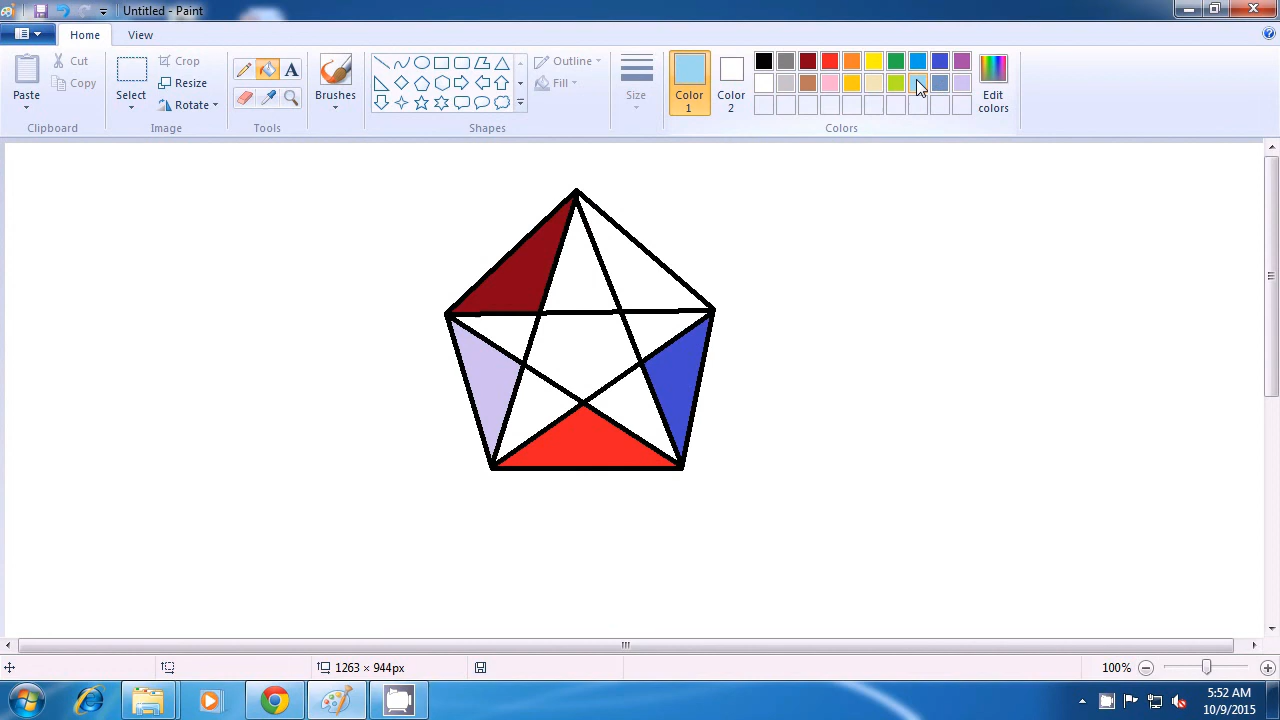 Untitled - Paint
Home View
Paste
Cut
Copy
Clipboard
Select
Crop
Resize
Rotate
Image
A
Tools
Brushes
Outline
Fill
Shapes
Size
Color 1
Color 2
Colors
Edit colors
1263 × 944px
100%
5:52 AM
10/9/2015